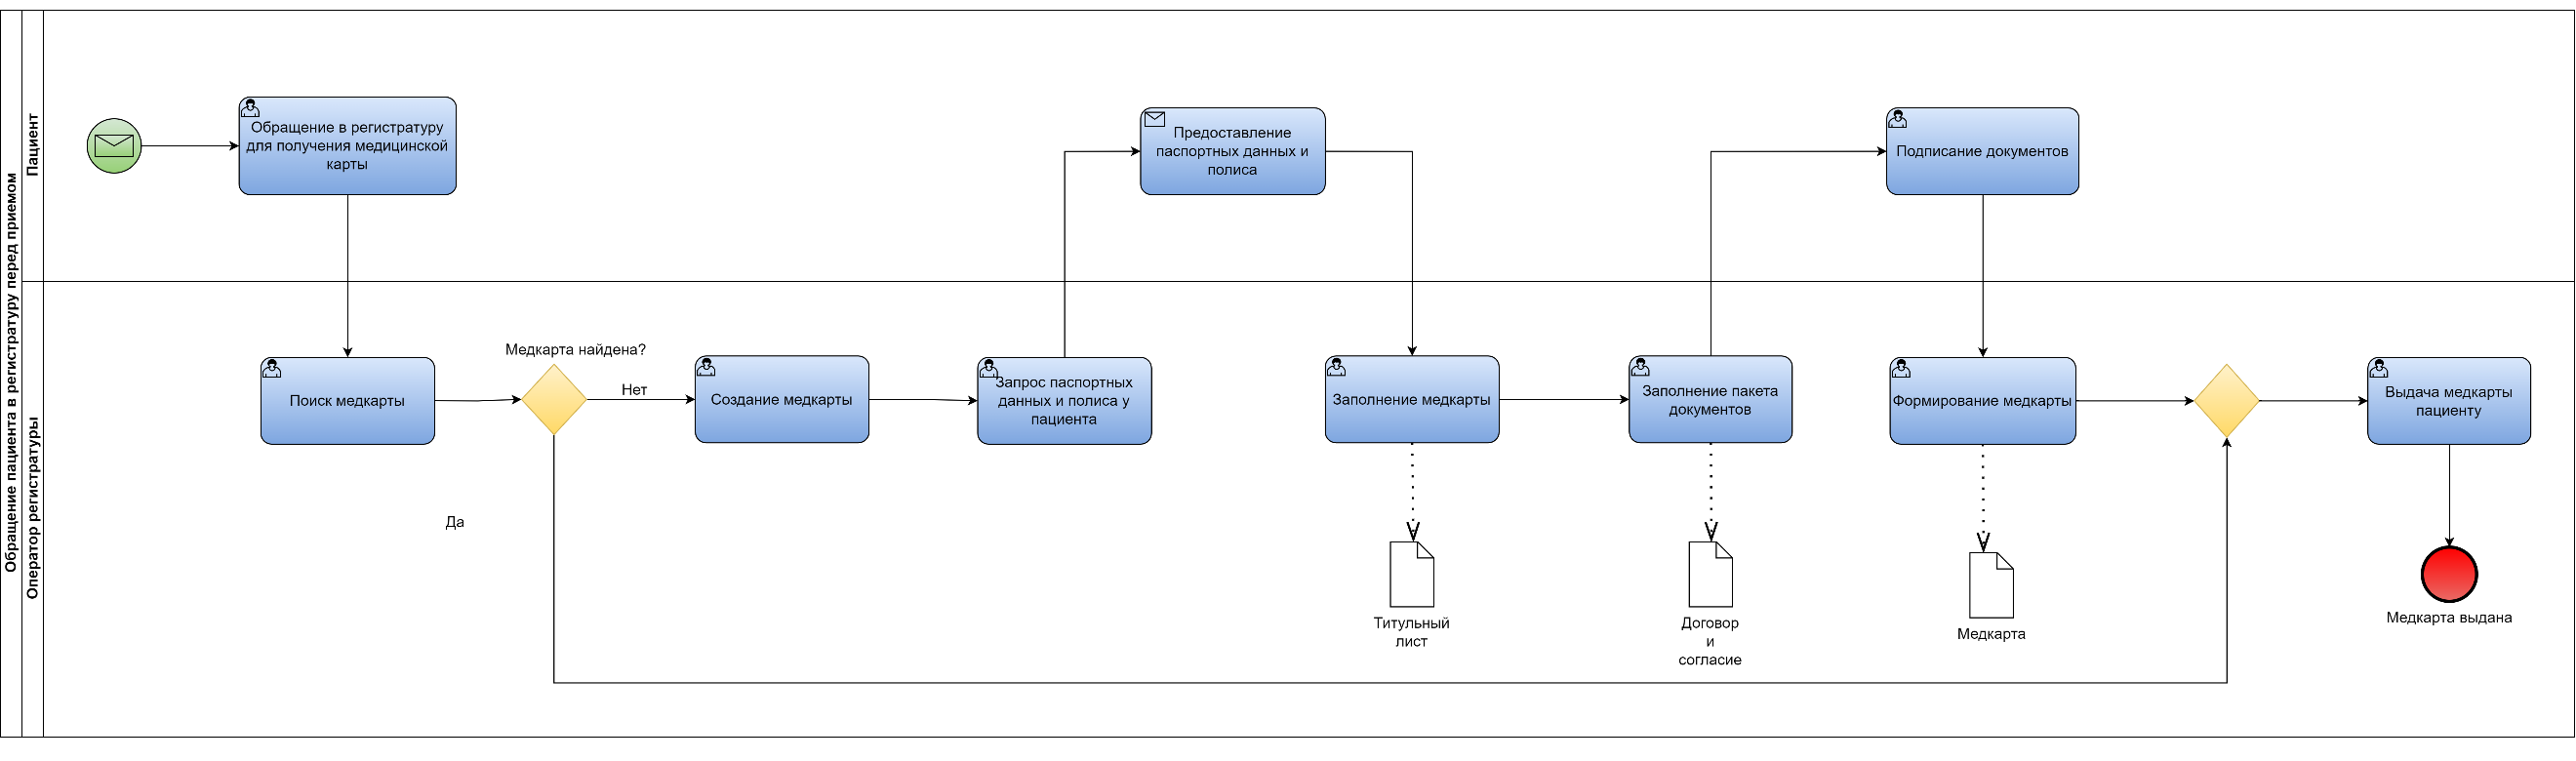 Обращение пациента в регистратуру перед приемом
Пациент
Обращение в регистратуру
для получения медицинской
карты
Предоставление
паспортных данных и
полиса
Подписание документов
Оператор регистратуры
Поиск медкарты
Медкарта найдена?
Нет
Да
Создание медкарты
Запрос паспортных
данных и полиса у
пациента
Заполнение медкарты
Титульный
лист
Заполнение пакета
документов
Договор
и
согласие
Формирование медкарты
Медкарта
Выдача медкарты
пациенту
Медкарта выдана